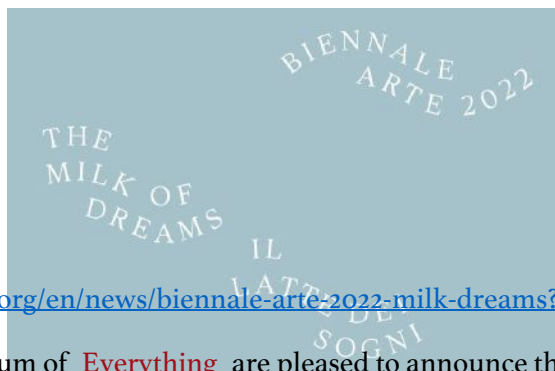 BIENNALE
ARTE 2022
THE
MILK OF
DREAMS
IL
org/en/news/biennale-arte-2022-milk-dreams?
LATTE
SOGNI
um of Everything are pleased to announce th